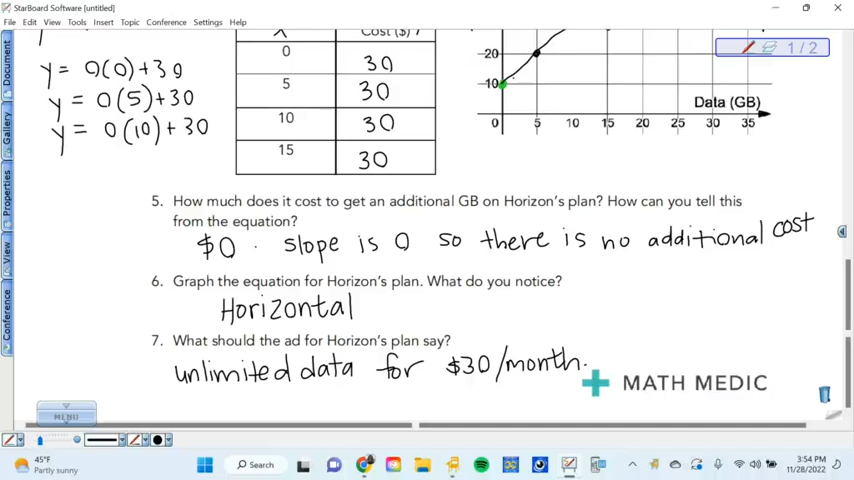 StarBoard Software [untitled]
File Edit View Tools Insert Topic Conference Settings Help
Document
Gallery
Properties
View
Conference
y = 0(0)+30
y = 0(5)+30
y = 0(10)+30
X Cost ($)
0 30
5 30
10 30
15 30
20
10
0 5 10 15 20 25 30 35
Data (GB)
1 / 2
5. How much does it cost to get an additional GB on Horizon's plan? How can you tell this
from the equation?
$0. slope is 0 so there is no additional cost
6. Graph the equation for Horizon's plan. What do you notice?
Horizontal
7. What should the ad for Horizon's plan say?
unlimited data for $30/month.
MATH MEDIC
MENU
45°F
Partly sunny
Search
3:54 PM
11/28/2022